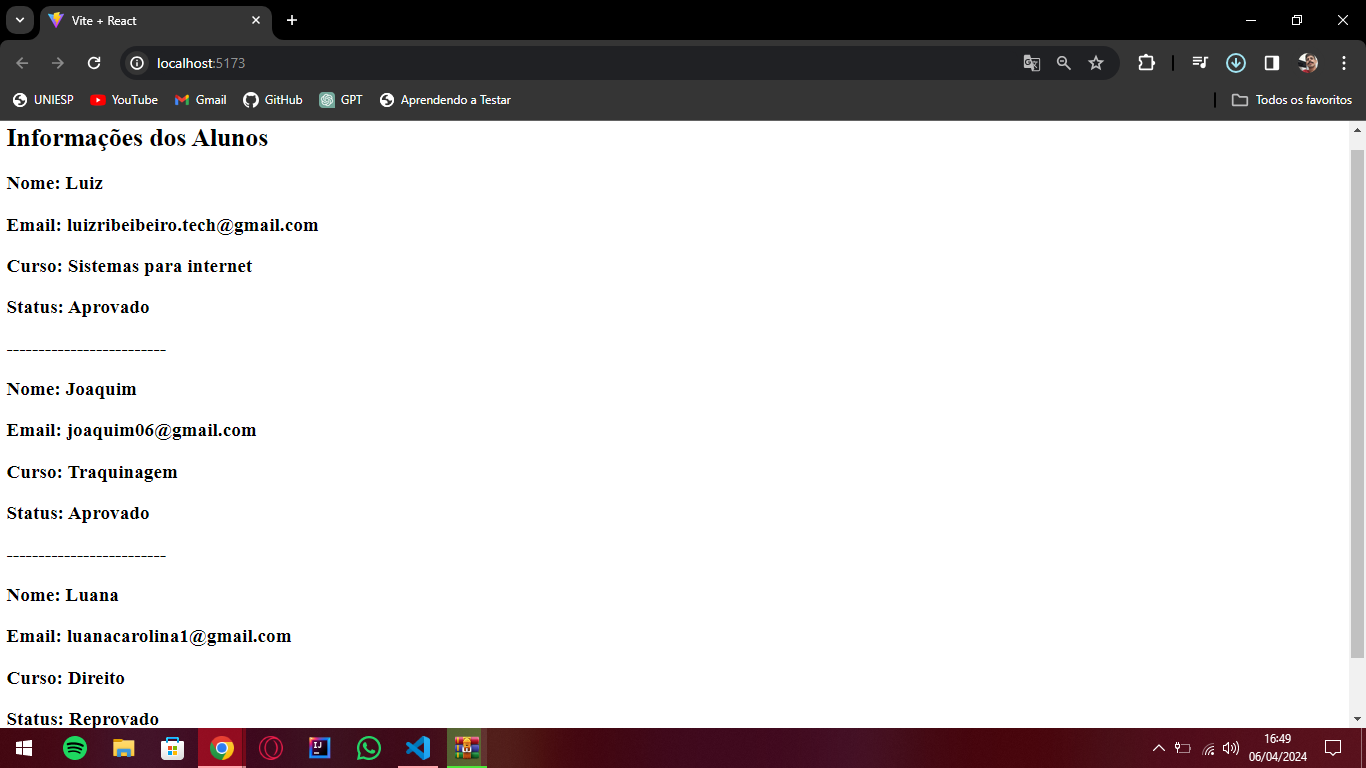 Vite + React
localhost:5173
UNIESP YouTube Gmail GitHub GPT Aprendendo a Testar Todos os favoritos
Informações dos Alunos
Nome: Luiz
Email: luizribeibeiro.tech@gmail.com
Curso: Sistemas para internet
Status: Aprovado
-------------------------
Nome: Joaquim
Email: joaquim06@gmail.com
Curso: Traquinagem
Status: Aprovado
-------------------------
Nome: Luana
Email: luanacarolina1@gmail.com
Curso: Direito
Status: Reprovado
16:49
06/04/2024